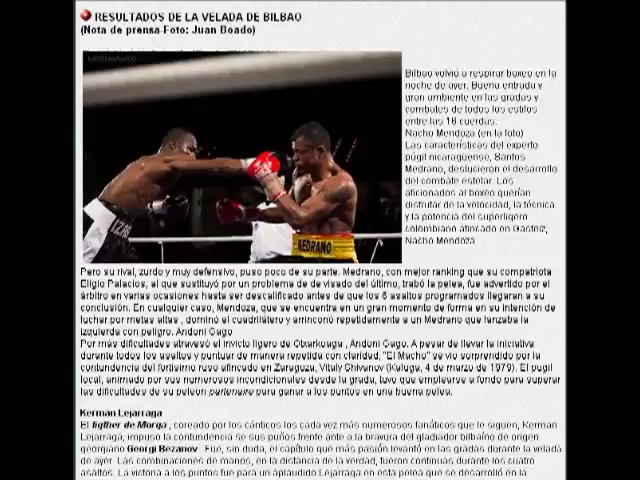 RESULTADOS DE LA VELADA DE BILBAO
(Nota de prensa-Foto: Juan Boado)
Bilbao volvió a respirar boxeo en la
noche de ayer. Buena entrada y
gran ambiente en las gradas y
combates de todos los estilos
entre las 16 cuerdas.
Nacho Mendoza (en la foto)
Las características del experto
púgil nicaragüense, Santos
Medrano, deslucieron el desarrollo
del combate estelar. Los
aficionados al boxeo querían
disfrutar de la velocidad, la técnica
y la potencia del superligero
colombiano afincado en Gasteiz,
Nacho Mendoza
MEDRANO
Pero su rival, zurdo y muy defensivo, puso poco de su parte. Medrano, con mejor ranking que su compatriota
Eligio Palacios, al que sustituyó por un problema de de visado del último, trabó la pelea, fue advertido por el
árbitro en varias ocasiones hasta ser descalificado antes de que los 6 asaltos programados llegaran a su
conclusión. En cualquier caso, Mendoza, que se encuentra en un gran momento de forma en su intención de
luchar por metas altas , dominó el cuadrilátero y arrinconó repetidamente a un Medrano que lanzaba la
izquierda con peligro. Andoni Gago
Por más dificultades atravesó el invicto ligero de Otxarkoaga , Andoni Gago. A pesar de llevar la iniciativa
durante todos los asaltos y puntuar de manera repetida con claridad, "El Macho" se vio sorprendido por la
contundencia del fortísimo ruso afincado en Zaragoza, Vitaly Chivanov (Kaluga, 4 de marzo de 1979). El pugil
local, animado por sus numerosos incondicionales desde la grada, tuvo que emplearse a fondo para superar
las dificultades de su peleón partenaire para ganar a los puntos en una buena pelea.
Kerman Lejarraga
El figther de Morga , coreado por los cánticos los cada vez más numerosos fanáticos que le siguen, Kerman
Lejarraga, impuso la contundencia se sus puños frente ante a la bravura del gladiador bilbaíno de origen
georgiano Georgi Bezanov. Fué, sin duda, el capítulo que más pasión levantó en las gradas durante la velada
de ayer. Las combinaciones de manos, en la distancia de la verdad, fueron continuas durante los cuatro
asaltos. La victoria a los puntos fue para un aplaudido Lejarraga en esta pelea que se desarrolló en la